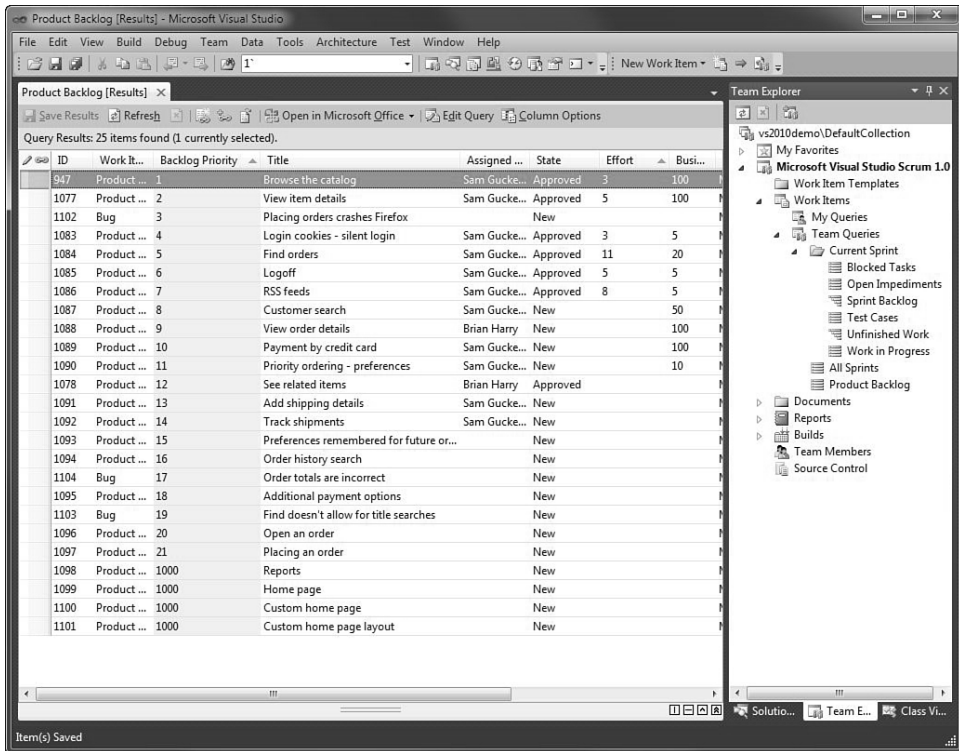 Product Backlog [Results] - Microsoft Visual Studio
File Edit View Build Debug Team Data Tools Architecture Test Window Help
1` New Work Item
Product Backlog [Results]
Save Results Refresh Open in Microsoft Office Edit Query Column Options
Query Results: 25 items found (1 currently selected).
ID Work It... Backlog Priority Title Assigned ... State Effort Busi...
947 Product ... 1 Browse the catalog Sam Gucke... Approved 3 100
1077 Product ... 2 View item details Sam Gucke... Approved 5 100
1102 Bug 3 Placing orders crashes Firefox New
1083 Product ... 4 Login cookies - silent login Sam Gucke... Approved 3 5
1084 Product ... 5 Find orders Sam Gucke... Approved 11 20
1085 Product ... 6 Logoff Sam Gucke... Approved 5 5
1086 Product ... 7 RSS feeds Sam Gucke... Approved 8 5
1087 Product ... 8 Customer search Sam Gucke... New 50
1088 Product ... 9 View order details Brian Harry New 100
1089 Product ... 10 Payment by credit card Sam Gucke... New 100
1090 Product ... 11 Priority ordering - preferences Sam Gucke... New 10
1078 Product ... 12 See related items Brian Harry Approved
1091 Product ... 13 Add shipping details Sam Gucke... New
1092 Product ... 14 Track shipments Sam Gucke... New
1093 Product ... 15 Preferences remembered for future or... New
1094 Product ... 16 Order history search New
1104 Bug 17 Order totals are incorrect New
1095 Product ... 18 Additional payment options New
1103 Bug 19 Find doesn't allow for title searches New
1096 Product ... 20 Open an order New
1097 Product ... 21 Placing an order New
1098 Product ... 1000 Reports New
1099 Product ... 1000 Home page New
1100 Product ... 1000 Custom home page New
1101 Product ... 1000 Custom home page layout New
Team Explorer
vs2010demo\DefaultCollection
My Favorites
Microsoft Visual Studio Scrum 1.0
Work Item Templates
Work Items
My Queries
Team Queries
Current Sprint
Blocked Tasks
Open Impediments
Sprint Backlog
Test Cases
Unfinished Work
Work in Progress
All Sprints
Product Backlog
Documents
Reports
Builds
Team Members
Source Control
Solutio... Team E... Class Vi...
Item(s) Saved